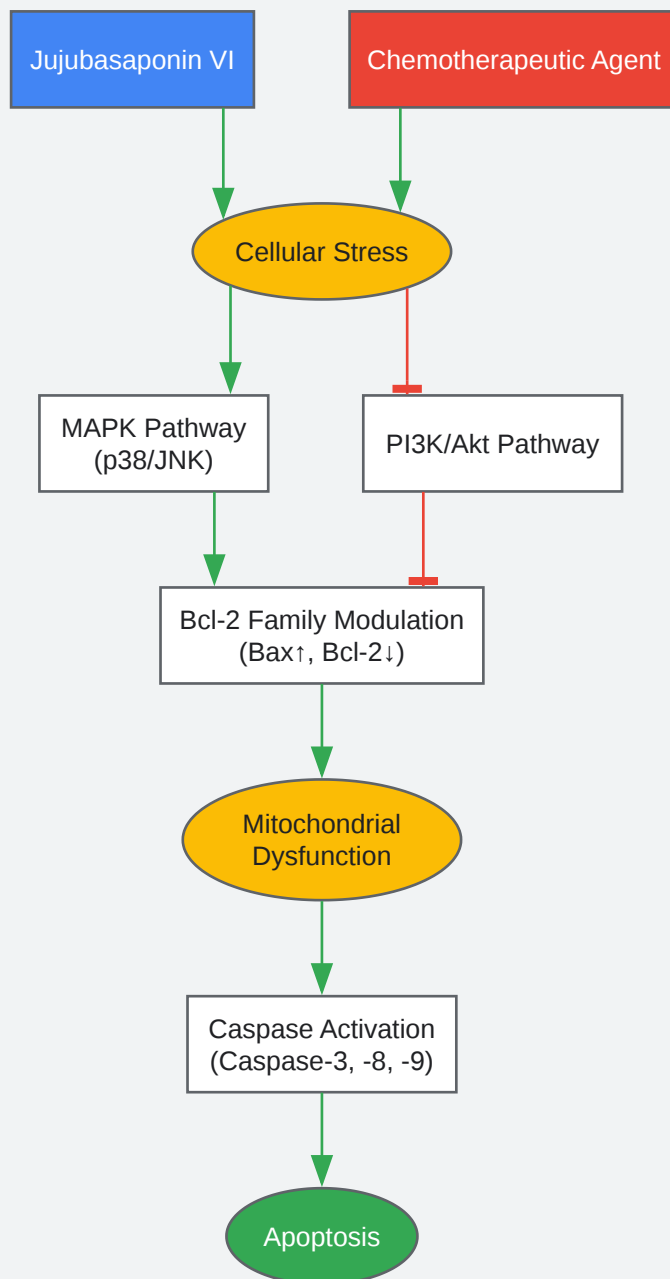 Jujubasaponin VI
Chemotherapeutic Agent
Cellular Stress
MAPK Pathway
(p38/JNK)
PI3K/Akt Pathway
Bcl-2 Family Modulation
(Bax↑, Bcl-2↓)
Mitochondrial
Dysfunction
Caspase Activation
(Caspase-3, -8, -9)
Apoptosis